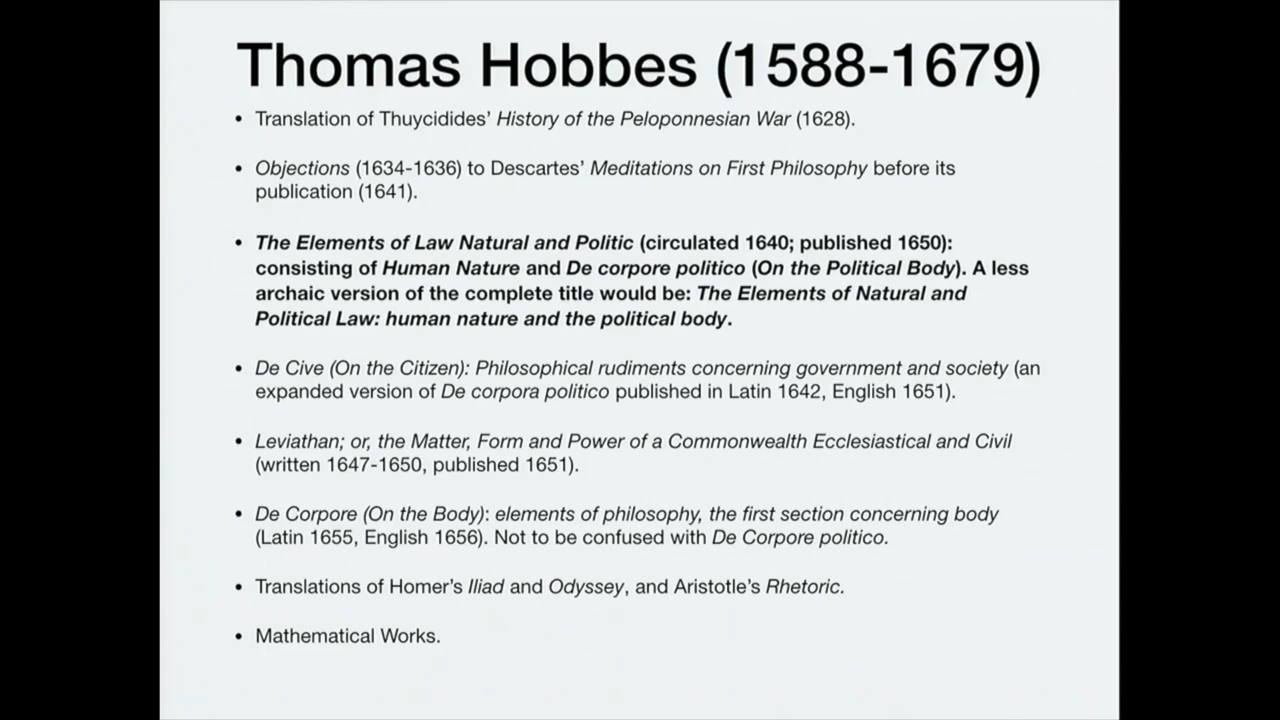 Thomas Hobbes (1588-1679)
• Translation of Thuycidides’ History of the Peloponnesian War (1628).
• Objections (1634-1636) to Descartes’ Meditations on First Philosophy before its
publication (1641).
• The Elements of Law Natural and Politic (circulated 1640; published 1650):
consisting of Human Nature and De corpore politico (On the Political Body). A less
archaic version of the complete title would be: The Elements of Natural and
Political Law: human nature and the political body.
• De Cive (On the Citizen): Philosophical rudiments concerning government and society (an
expanded version of De corpora politico published in Latin 1642, English 1651).
• Leviathan; or, the Matter, Form and Power of a Commonwealth Ecclesiastical and Civil
(written 1647-1650, published 1651).
• De Corpore (On the Body): elements of philosophy, the first section concerning body
(Latin 1655, English 1656). Not to be confused with De Corpore politico.
• Translations of Homer’s Iliad and Odyssey, and Aristotle’s Rhetoric.
• Mathematical Works.